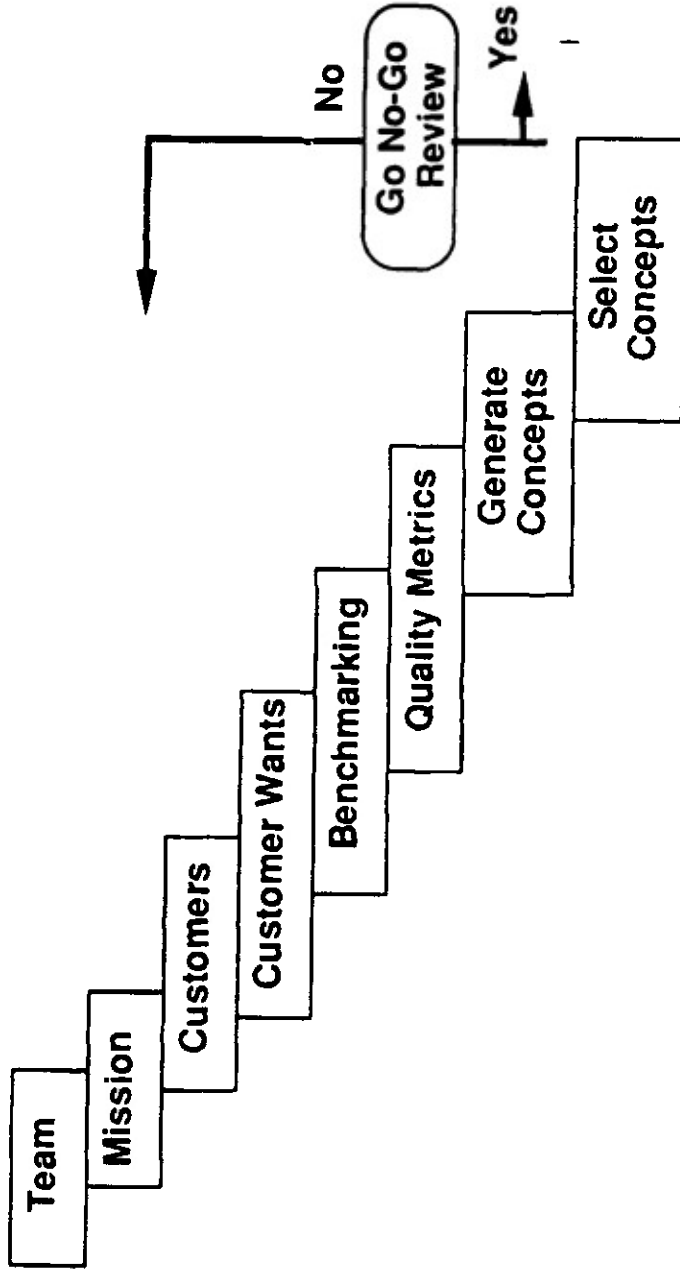 Team
Mission
Customers
Customer Wants
Benchmarking
Quality Metrics
Generate
Concepts
Select
Concepts
No
Go No-Go
Review
Yes